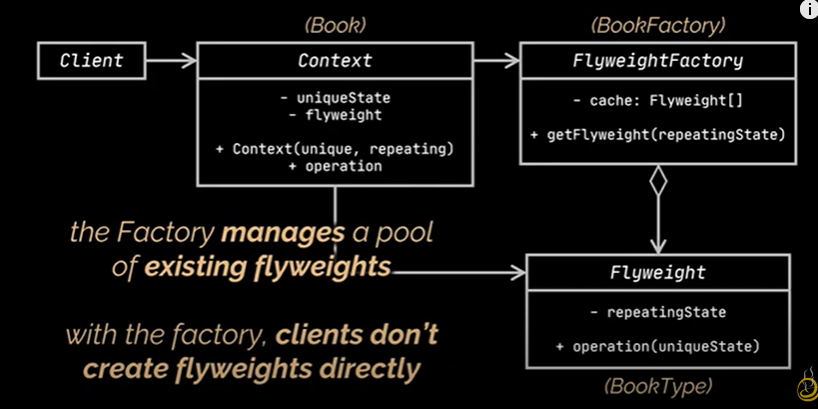 (Book)
(BookFactory)
Client
Context
FlyweightFactory
- uniqueState
- flyweight
+ Context(unique, repeating)
+ operation
- cache: Flyweight[]
+ getFlyweight(repeatingState)
the Factory manages a pool
of existing flyweights
with the factory, clients don't
create flyweights directly
Flyweight
- repeatingState
+ operation(uniqueState)
(BookType)
i